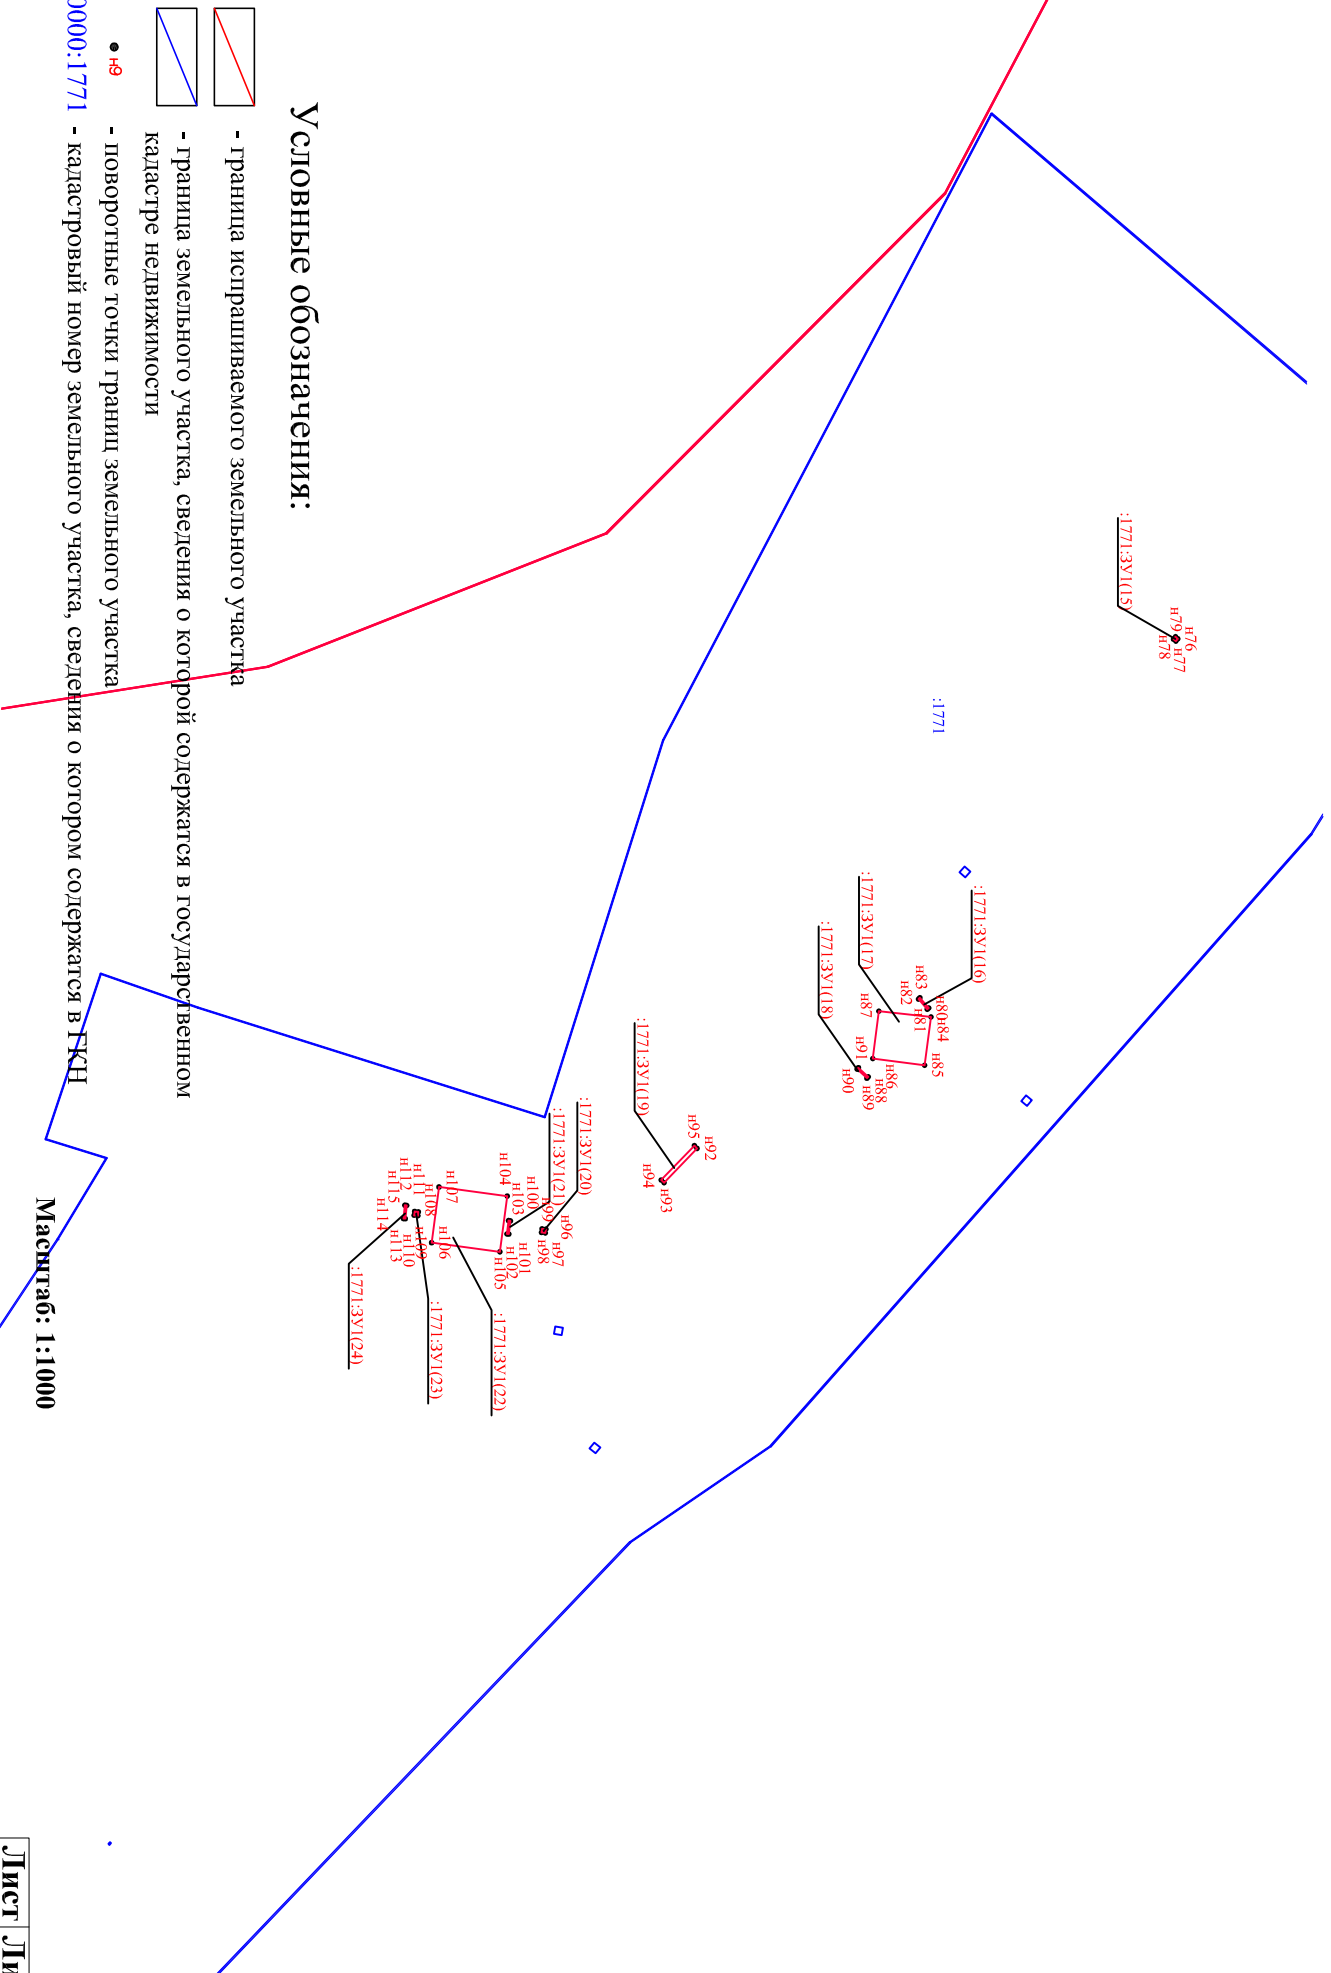 :1771:ЗУ1(15)
н76
н77
н78
н79
:1771
:1771:ЗУ1(16)
:1771:ЗУ1(17)
:1771:ЗУ1(18)
н83
н82
н80
н81
н84
н87
н85
н86
н91
н90
н88
н89
:1771:ЗУ1(19)
н95
н92
н94
н93
:1771:ЗУ1(20)
:1771:ЗУ1(21)
н96
н97
н98
н99
н100
н101
н102
н103
н104
н105
н106
н107
н108
н109
н110
н111
н112
н113
н114
н115
:1771:ЗУ1(22)
:1771:ЗУ1(23)
:1771:ЗУ1(24)
Условные обозначения:
- граница испрашиваемого земельного участка
- граница земельного участка, сведения о которой содержатся в государственном
кадастре недвижимости
н9 - поворотные точки границ земельного участка
0000:1771 - кадастровый номер земельного участка, сведения о котором содержатся в ГКН
Масштаб: 1:1000
Лист